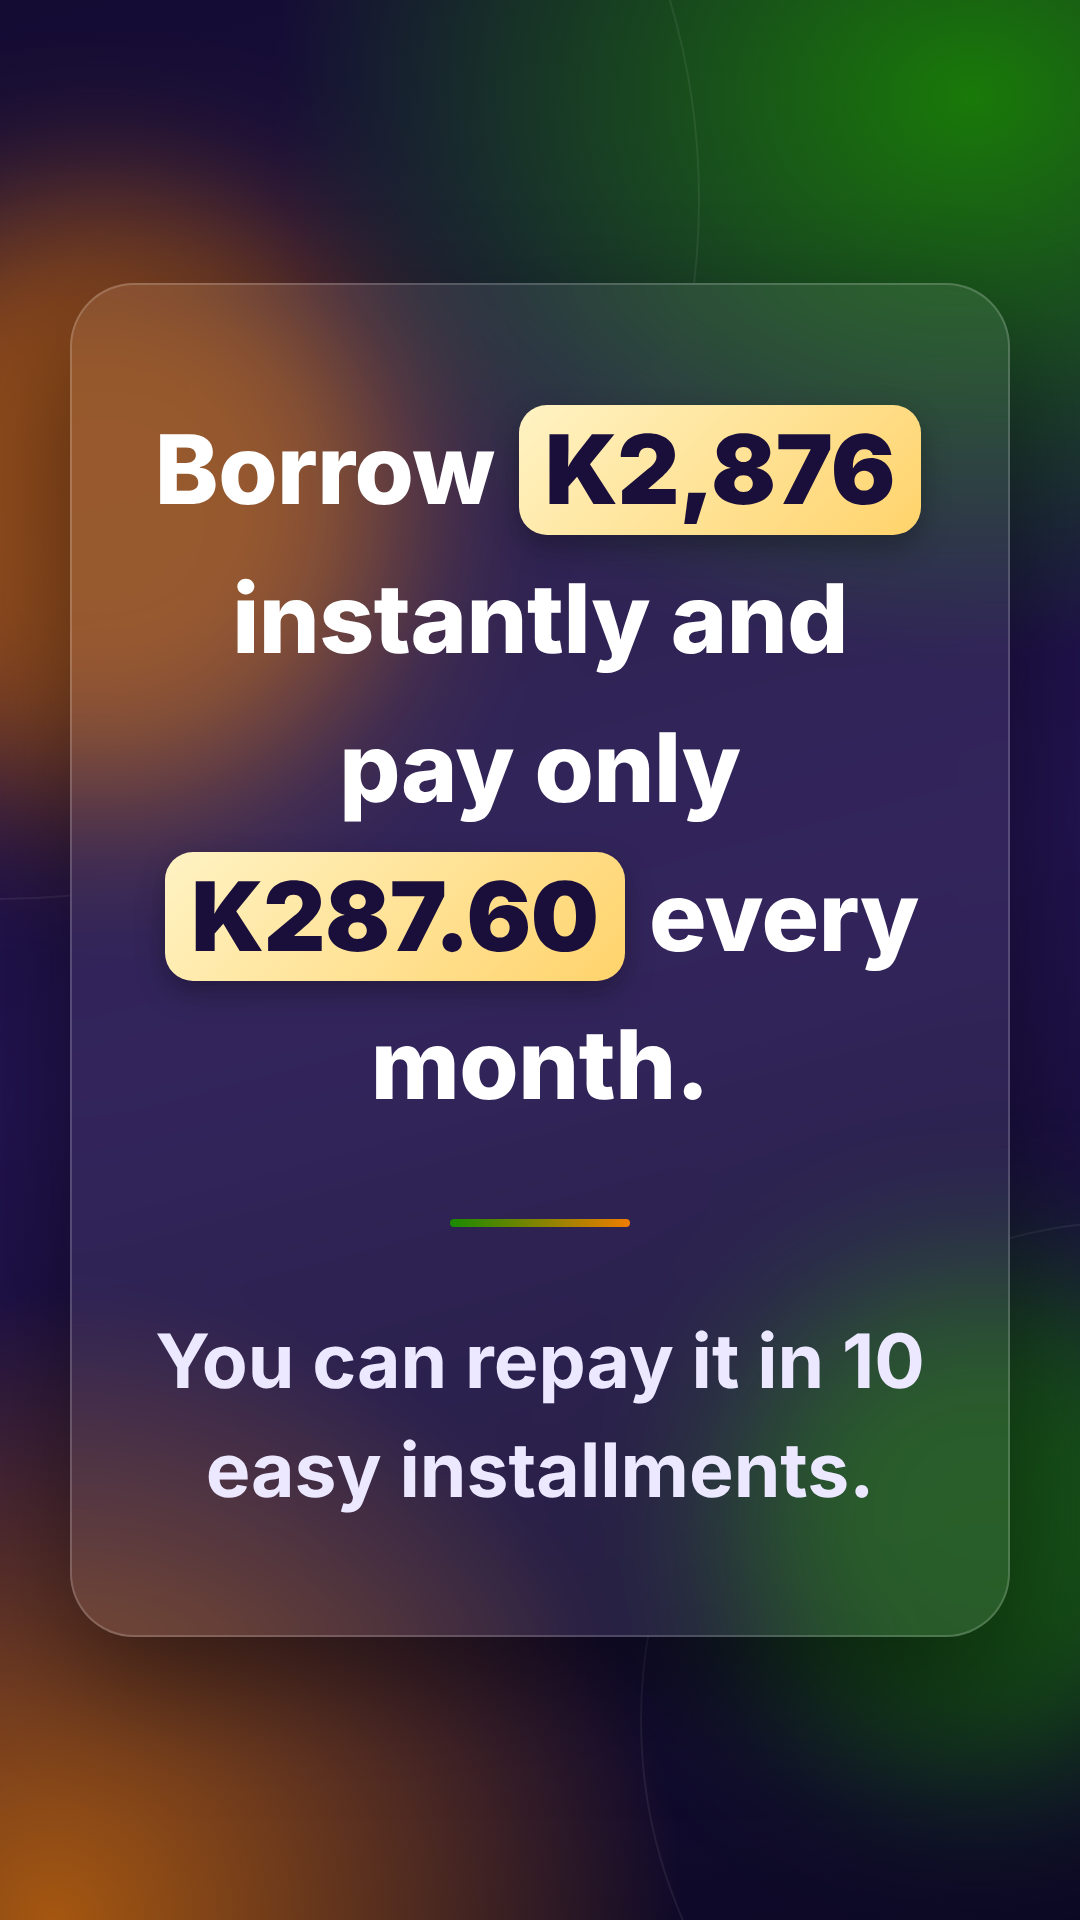 Borrow K2,876
instantly and
pay only
K287.60 every
month.
You can repay it in 10
easy installments.